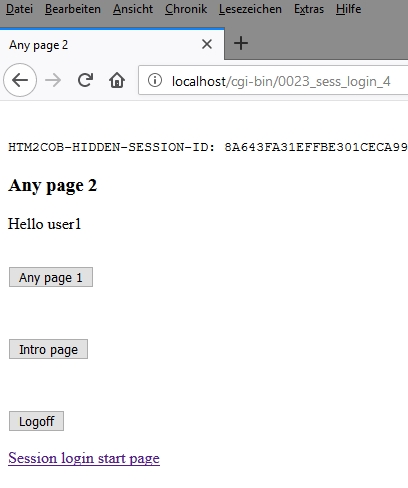 Datei Bearbeiten Ansicht Chronik Lesezeichen Extras Hilfe
Any page 2
localhost/cgi-bin/0023_sess_login_4
HTM2COB-HIDDEN-SESSION-ID: 8A643FA31EFFBE301CECA99
Any page 2
Hello user1
Any page 1
Intro page
Logoff
Session login start page